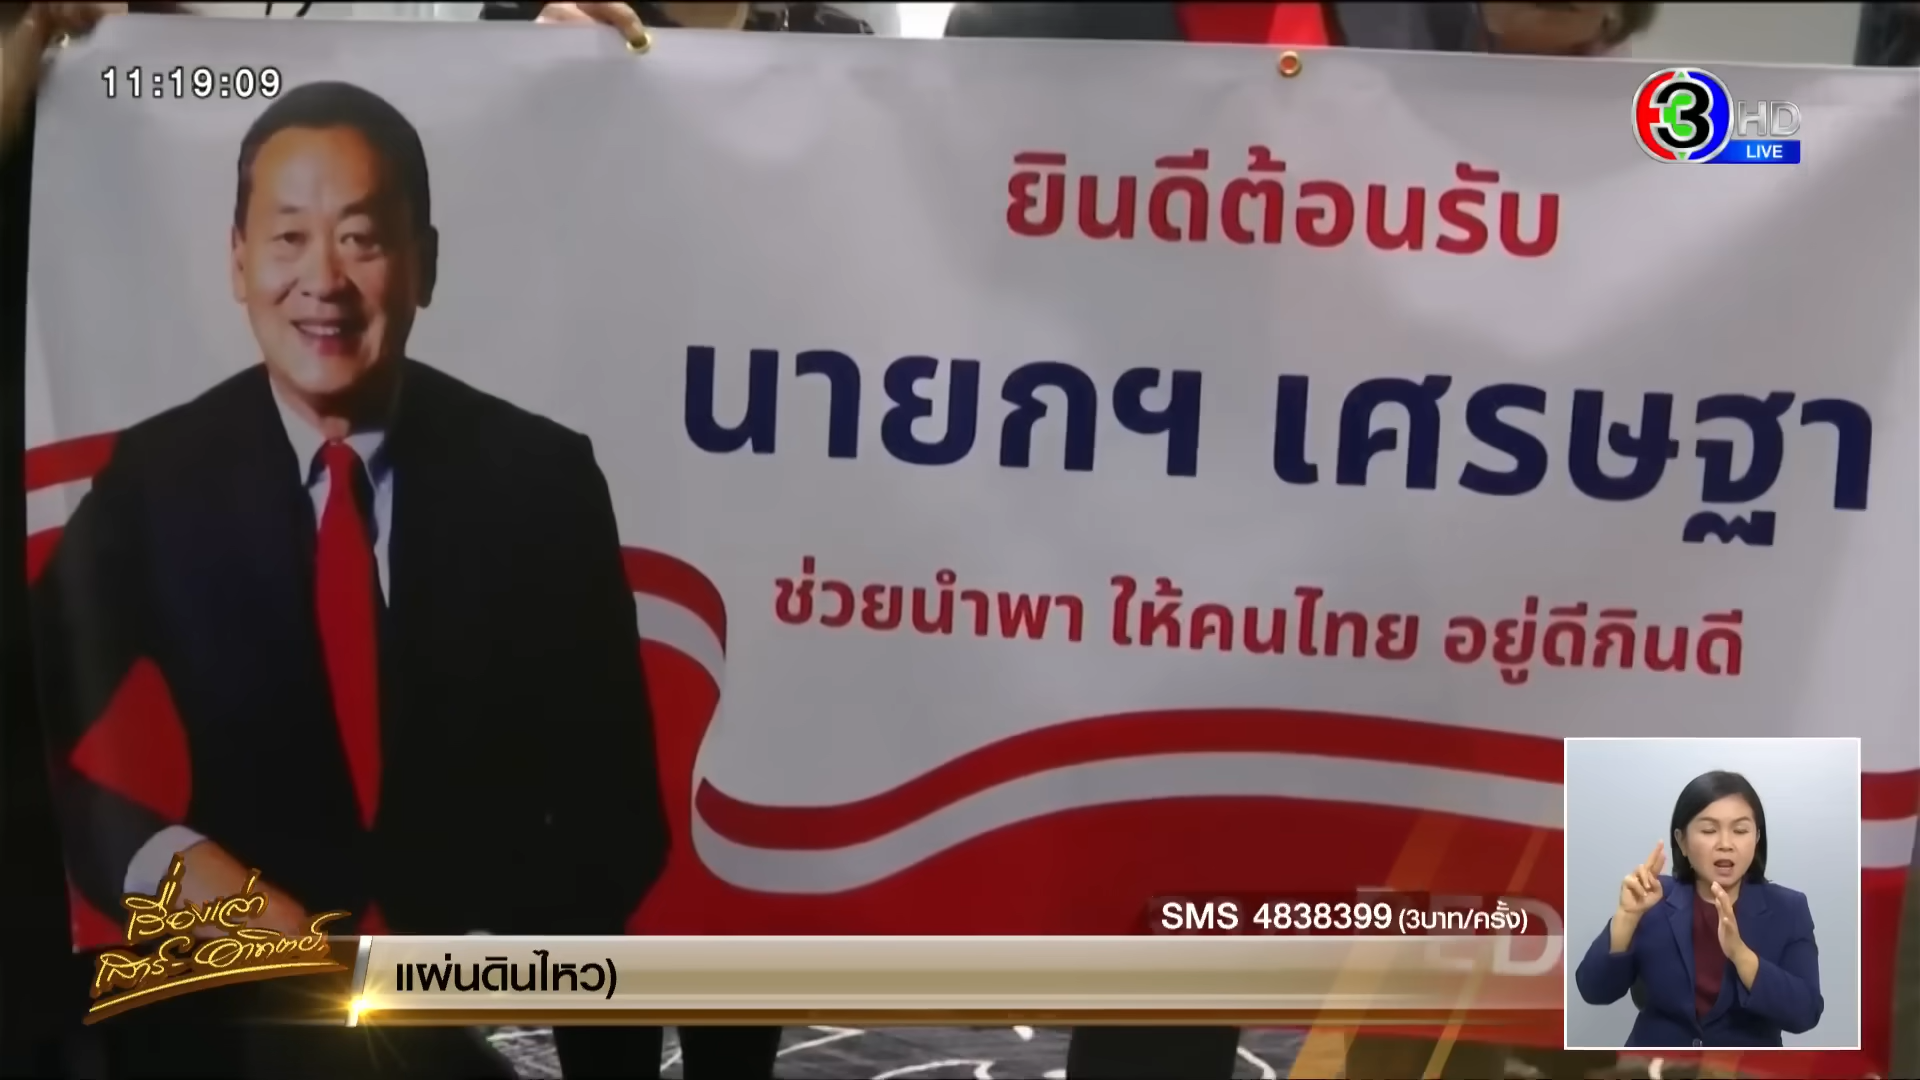 11:19:09
3 HD
LIVE
ยินดีต้อนรับ
นายกฯ เศรษฐา
ช่วยนำพา ให้คนไทย อยู่ดีกินดี
SMS 4838399 (3บาท/ครั้ง)
เรื่องเล่า
เสาร์-อาทิตย์
แผ่นดินไหว)